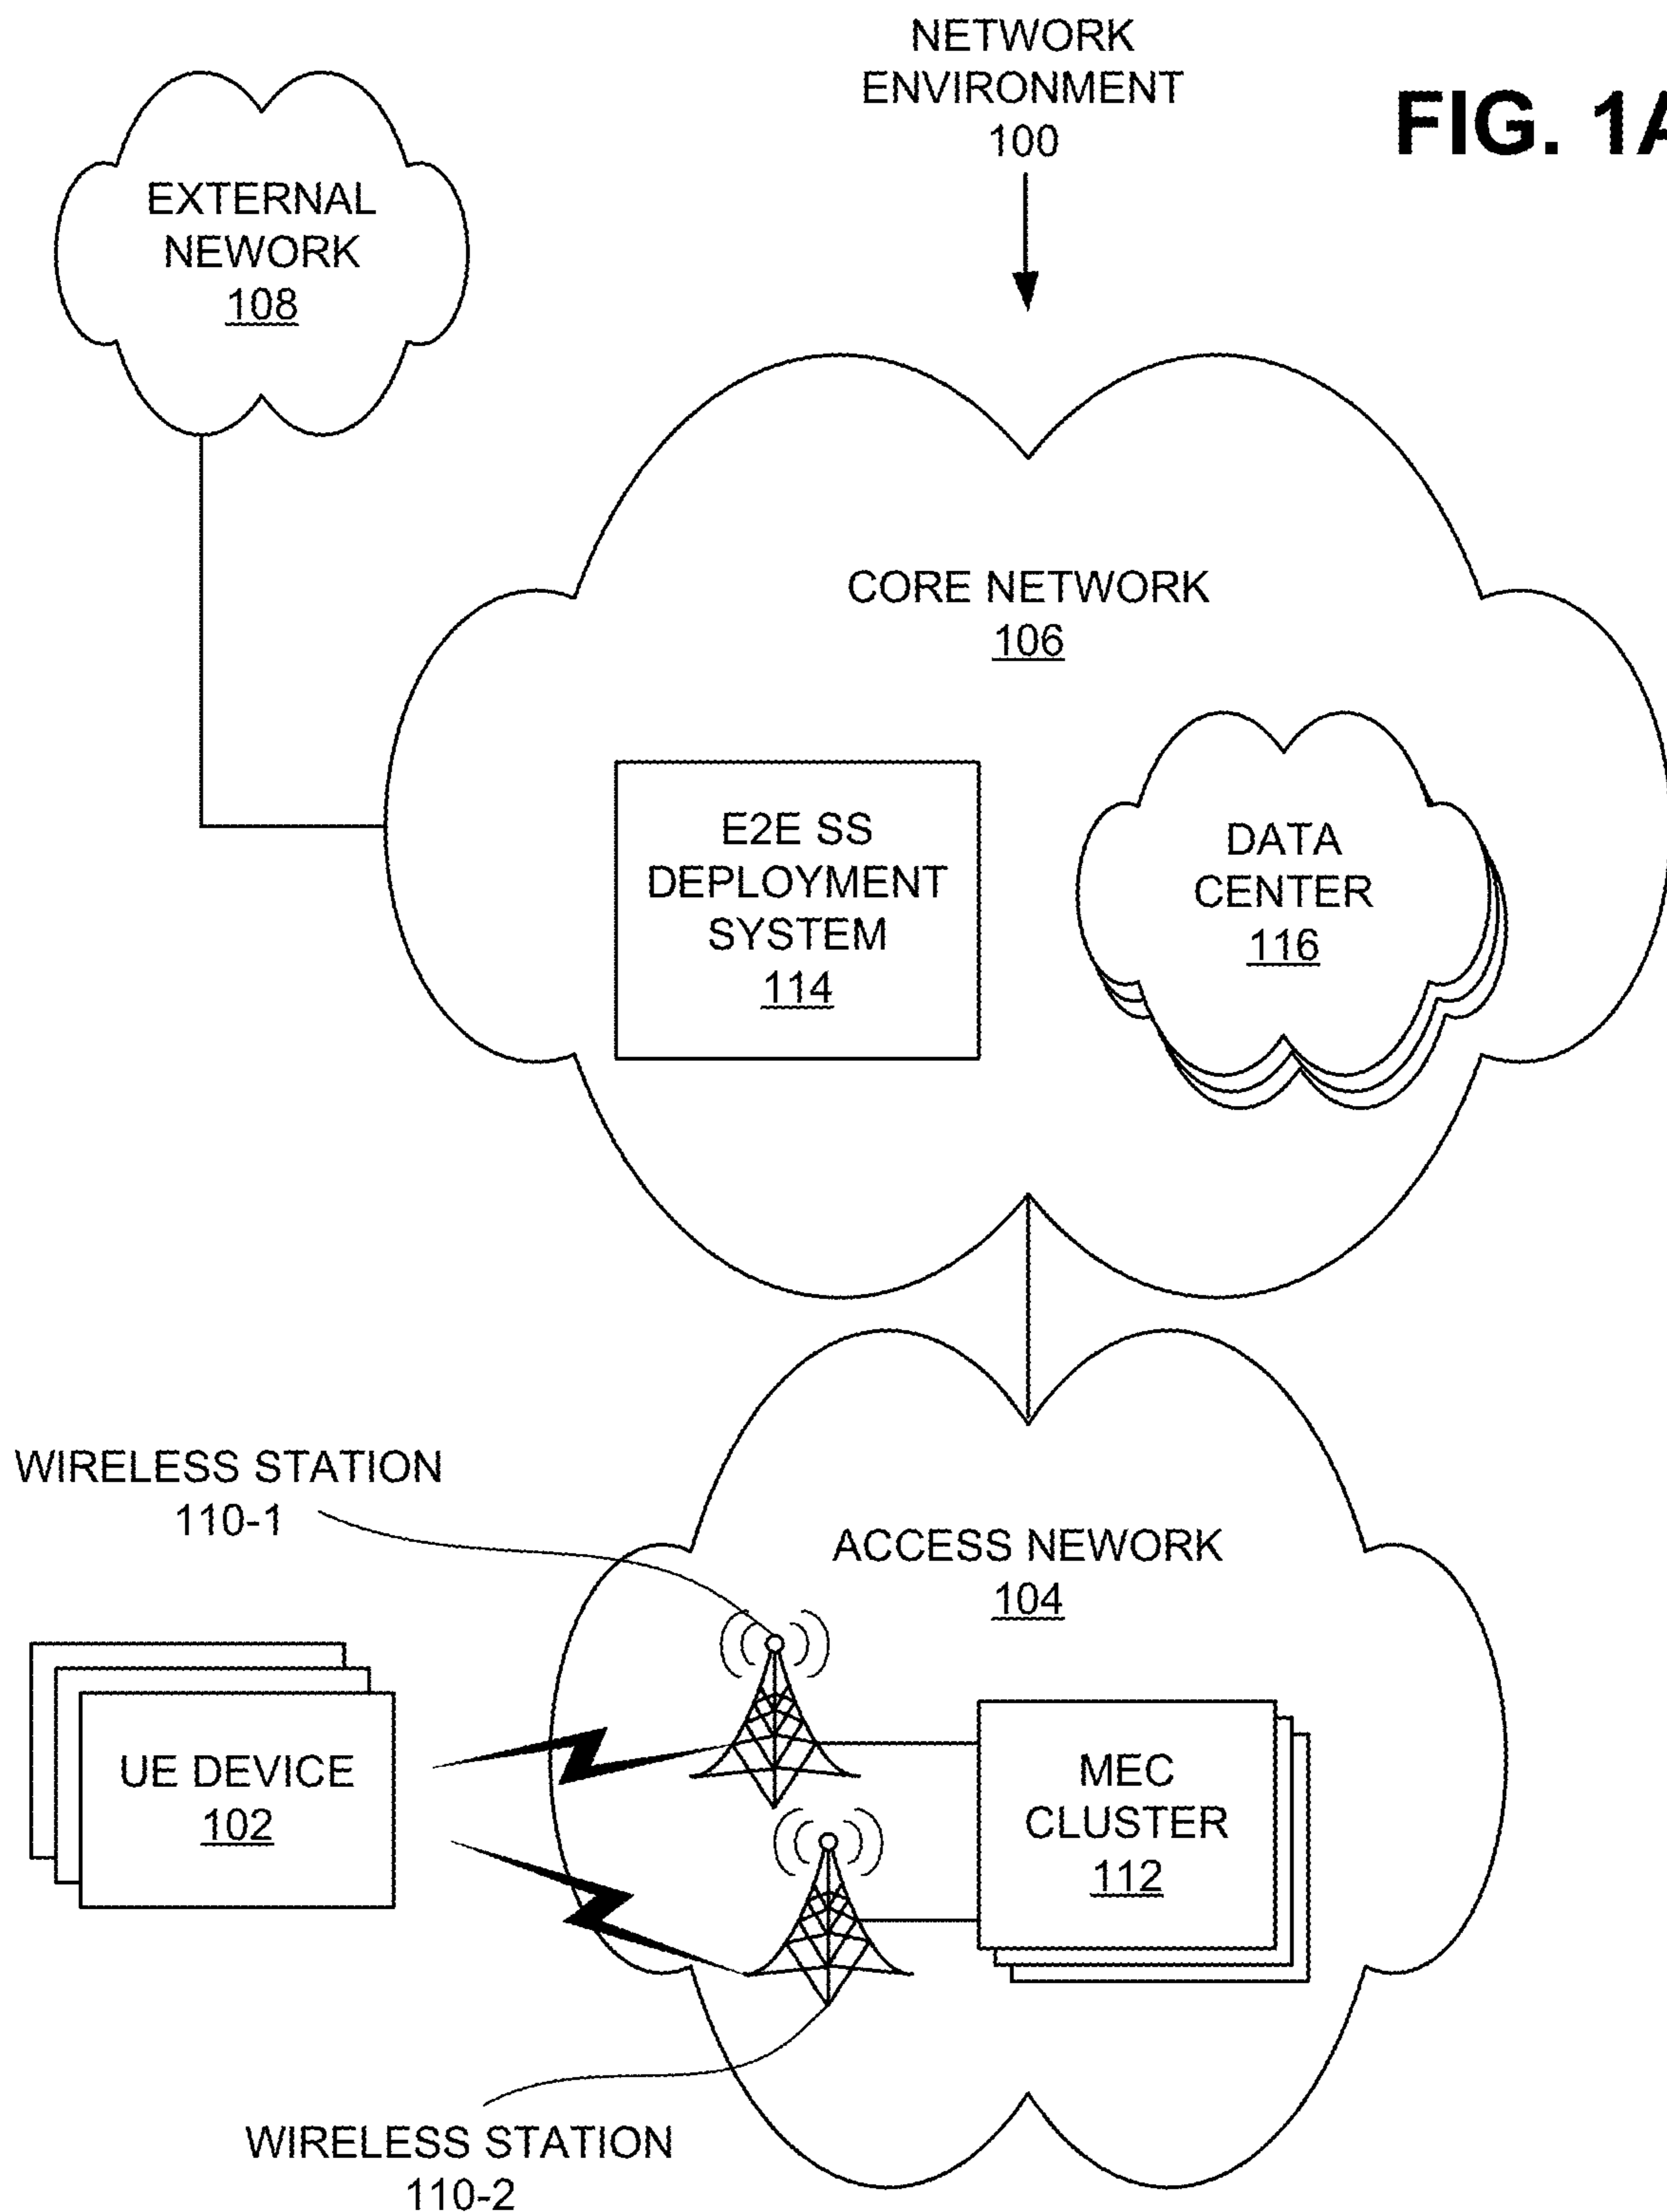 NETWORK
ENVIRONMENT
100
FIG. 1A
EXTERNAL
NEWORK
108
CORE NETWORK
106
E2E SS
DEPLOYMENT
SYSTEM
114
DATA
CENTER
116
WIRELESS STATION
110-1
ACCESS NEWORK
104
UE DEVICE
102
MEC
CLUSTER
112
WIRELESS STATION
110-2